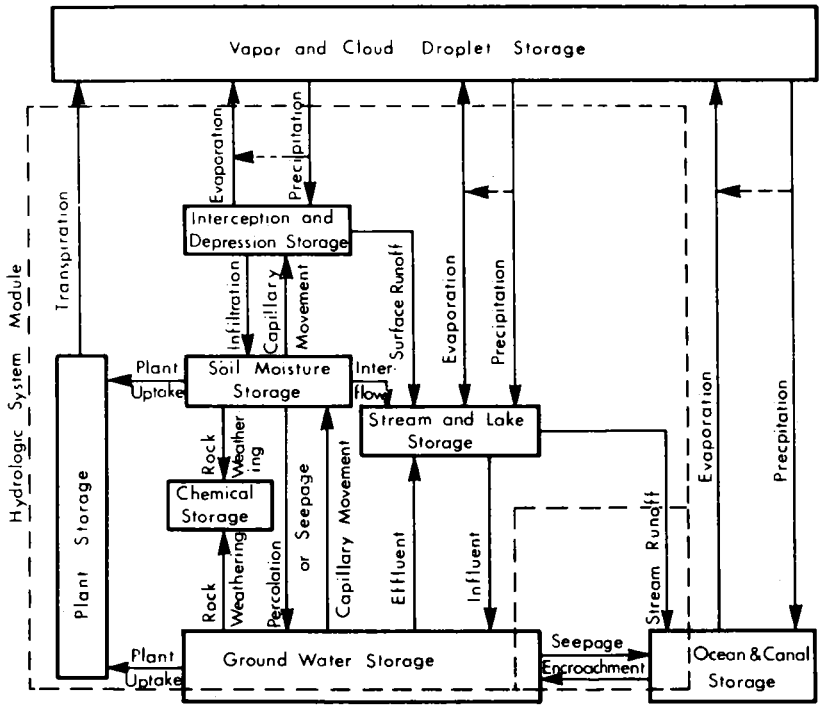 Vapor and Cloud Droplet Storage
Evaporation
Precipitation
Interception and
Depression Storage
Transpiration
Hydrologic System Module
Infiltration
Capillary
Movement
Surface Runoff
Evaporation
Precipitation
Evaporation
Precpitation
Plant
Uptake
Soil Moisture
Storage
Inter-
flow
Stream and Lake
Storage
Rock
Weather
ing
Chemical
Storage
Rock
Weathering
Percolation
or Seepage
Capillary Movement
Effluent
Influent
Stream Runoff
Plant Storage
Plant
Uptake
Ground Water Storage
Seepage
Encroachment
Ocean & Canal
Storage